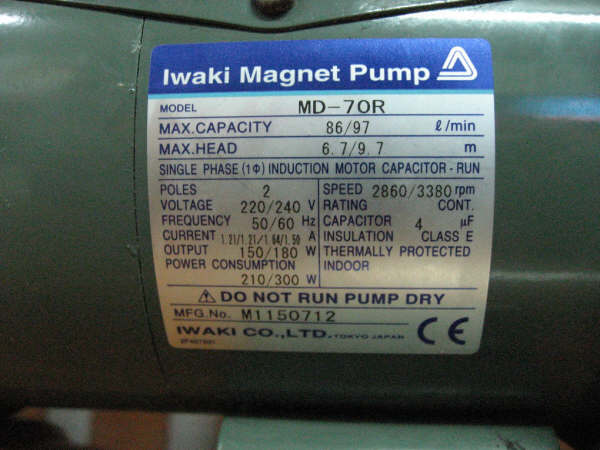 Iwaki Magnet Pump
MODEL MD-70R
MAX.CAPACITY 86/97 ℓ/min
MAX.HEAD 6.7/9.7 m
SINGLE PHASE (1Φ) INDUCTION MOTOR CAPACITOR-RUN
POLES 2 SPEED 2860/3380 rpm
VOLTAGE 220/240 V RATING CONT.
FREQUENCY 50/60 Hz CAPACITOR 4 μF
CURRENT 1.21/1.21/1.64/1.50 A INSULATION CLASS E
OUTPUT 150/180 W THERMALLY PROTECTED
POWER CONSUMPTION INDOOR
210/300 W
⚠ DO NOT RUN PUMP DRY
MFG.No. M1150712
IWAKI CO.,LTD. TOKYO JAPAN CE